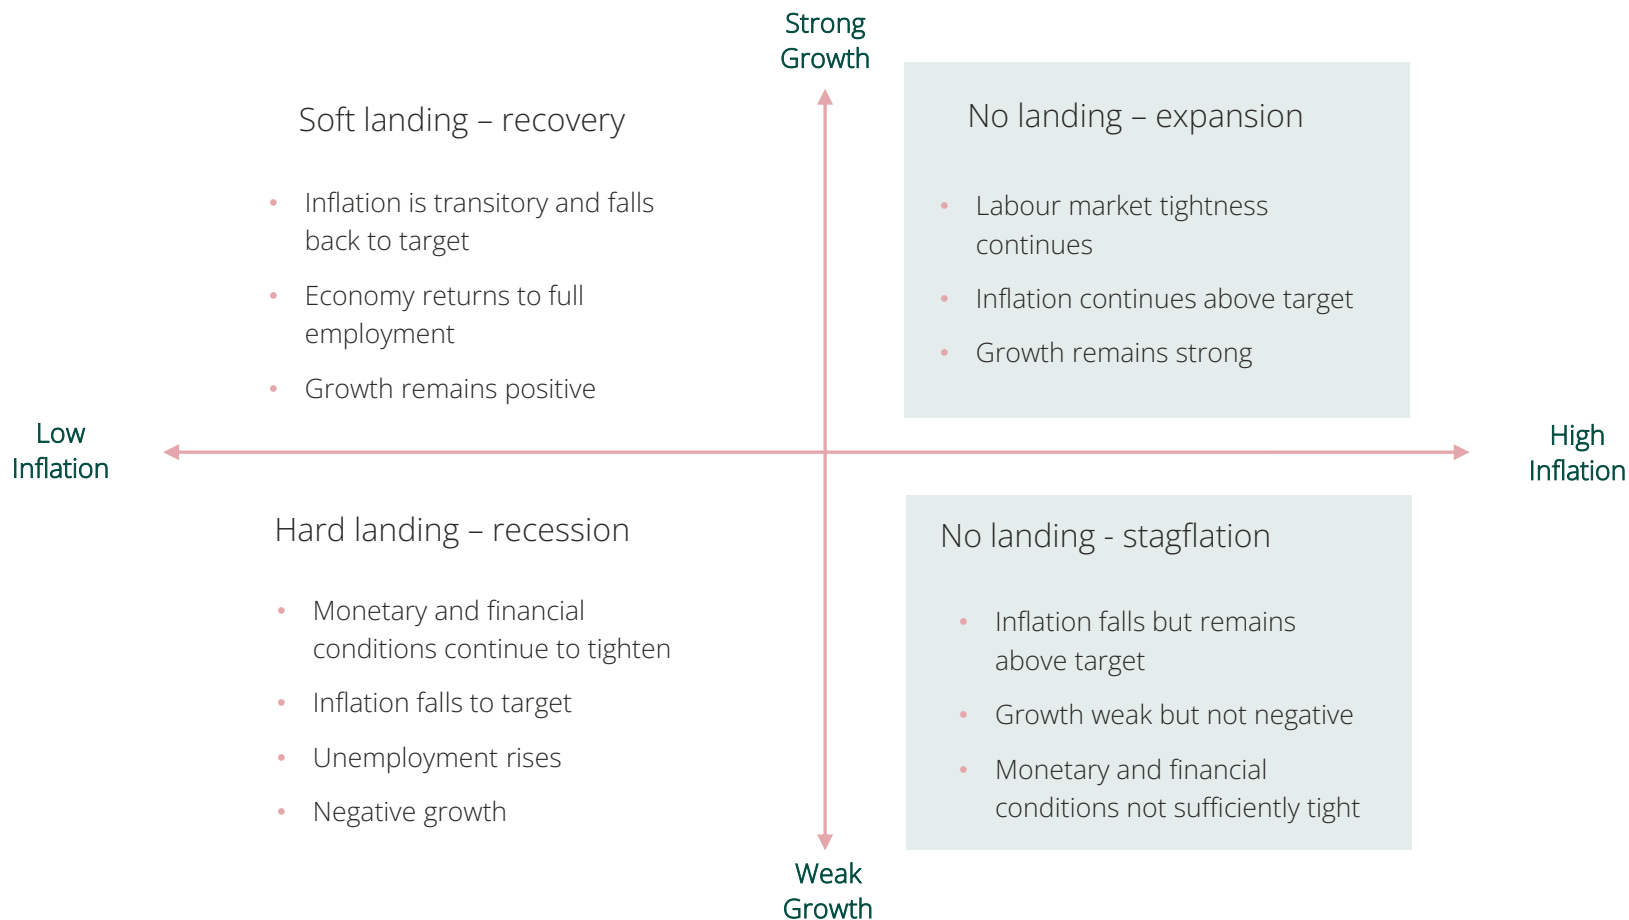 Strong
Growth
Soft landing – recovery
• Inflation is transitory and falls
back to target
• Economy returns to full
employment
• Growth remains positive
No landing – expansion
• Labour market tightness
continues
• Inflation continues above target
• Growth remains strong
Low
Inflation
High
Inflation
Hard landing – recession
• Monetary and financial
conditions continue to tighten
• Inflation falls to target
• Unemployment rises
• Negative growth
No landing - stagflation
• Inflation falls but remains
above target
• Growth weak but not negative
• Monetary and financial
conditions not sufficiently tight
Weak
Growth